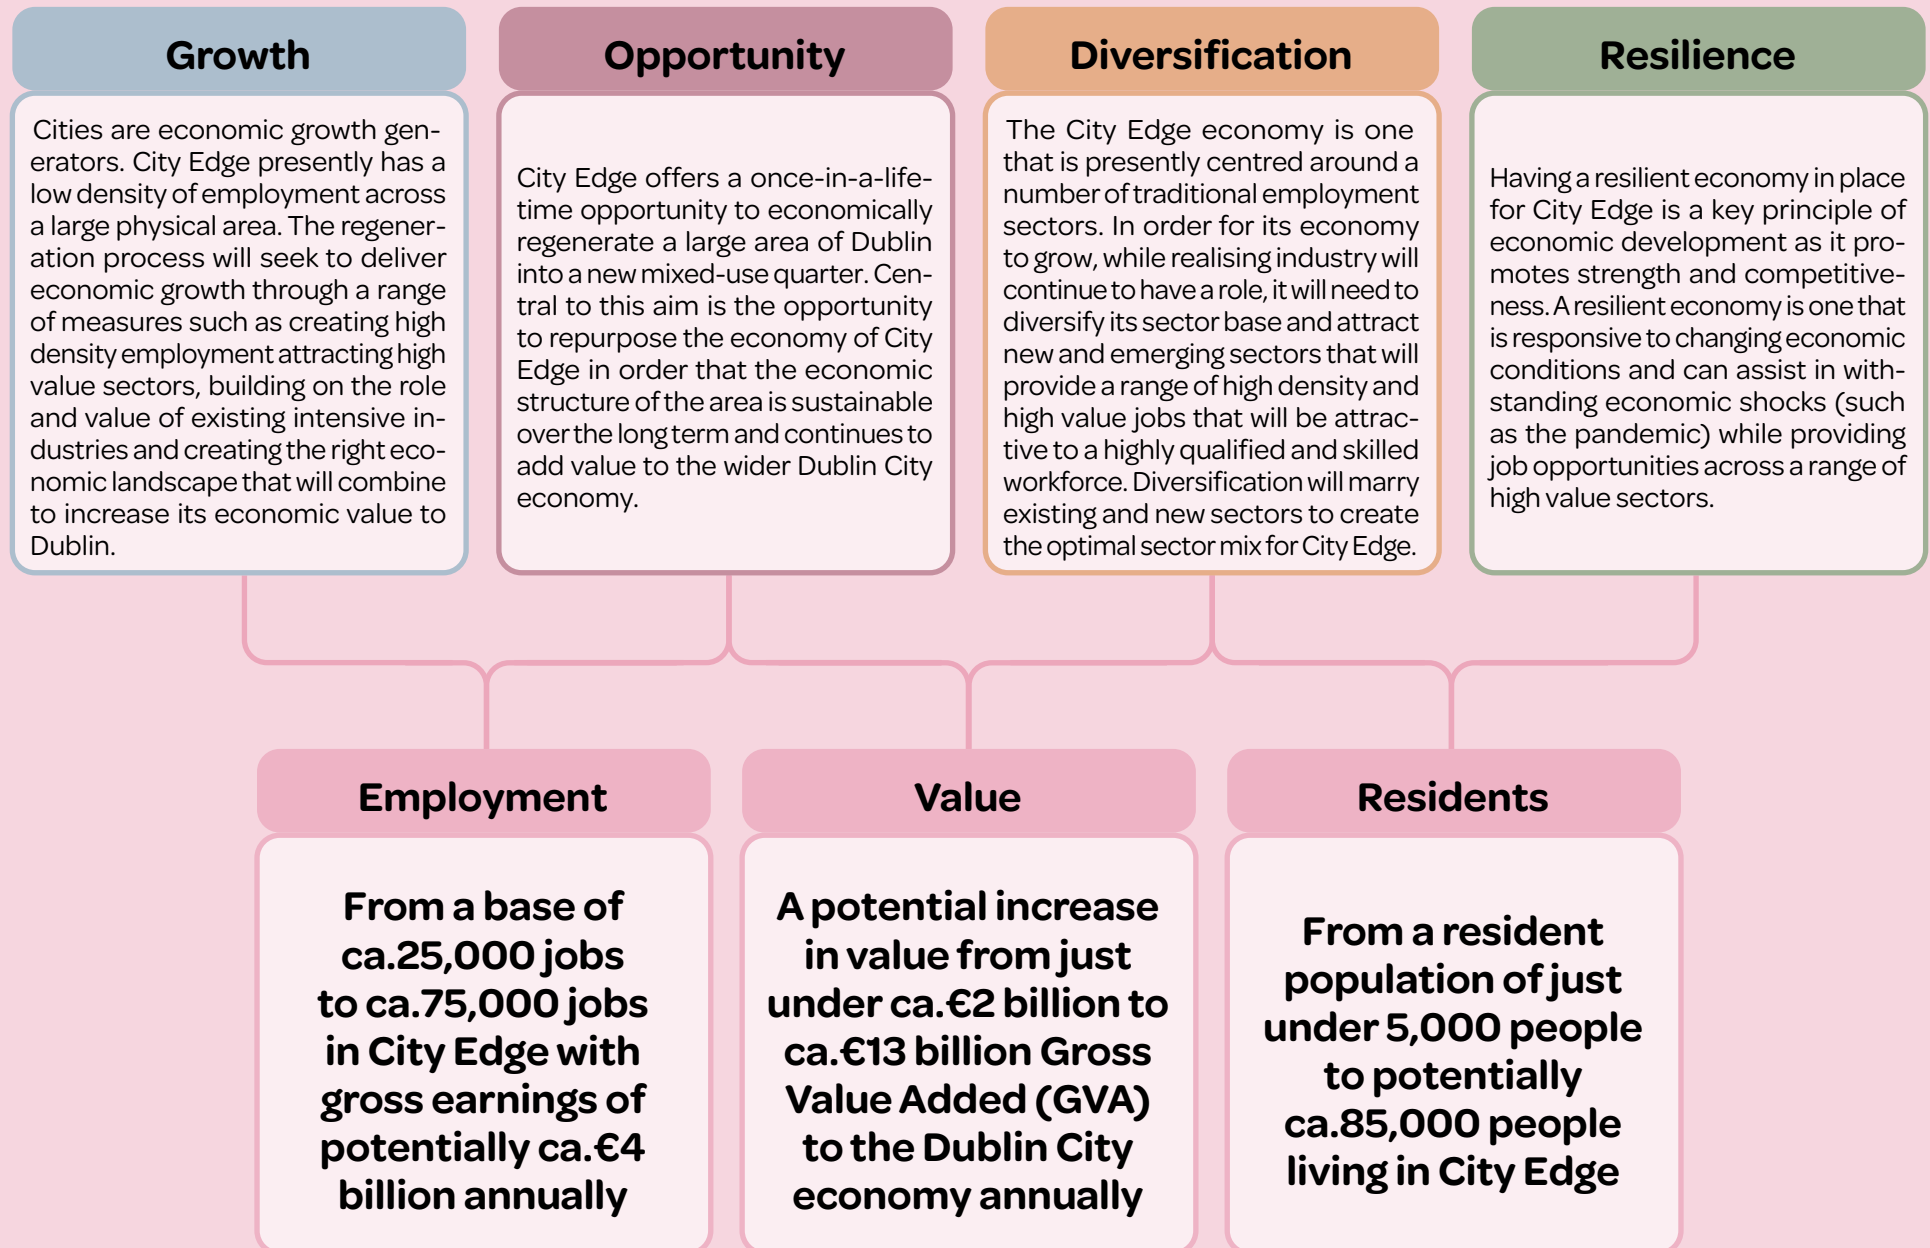 Growth
Cities are economic growth gen-
erators. City Edge presently has a
low density of employment across
a large physical area. The regener-
ation process will seek to deliver
economic growth through a range
of measures such as creating high
density employment attracting high
value sectors, building on the role
and value of existing intensive in-
dustries and creating the right eco-
nomic landscape that will combine
to increase its economic value to
Dublin.
Opportunity
City Edge offers a once-in-a-life-
time opportunity to economically
regenerate a large area of Dublin
into a new mixed-use quarter. Cen-
tral to this aim is the opportunity
to repurpose the economy of City
Edge in order that the economic
structure of the area is sustainable
over the long term and continues to
add value to the wider Dublin City
economy.
Diversification
The City Edge economy is one
that is presently centred around a
number of traditional employment
sectors. In order for its economy
to grow, while realising industry will
continue to have a role, it will need to
diversify its sector base and attract
new and emerging sectors that will
provide a range of high density and
high value jobs that will be attrac-
tive to a highly qualified and skilled
workforce. Diversification will marry
existing and new sectors to create
the optimal sector mix for City Edge.
Resilience
Having a resilient economy in place
for City Edge is a key principle of
economic development as it pro-
motes strength and competitive-
ness. A resilient economy is one that
is responsive to changing economic
conditions and can assist in with-
standing economic shocks (such
as the pandemic) while providing
job opportunities across a range of
high value sectors.
Employment
From a base of
ca.25,000 jobs
to ca.75,000 jobs
in City Edge with
gross earnings of
potentially ca.€4
billion annually
Value
A potential increase
in value from just
under ca.€2 billion to
ca.€13 billion Gross
Value Added (GVA)
to the Dublin City
economy annually
Residents
From a resident
population of just
under 5,000 people
to potentially
ca.85,000 people
living in City Edge